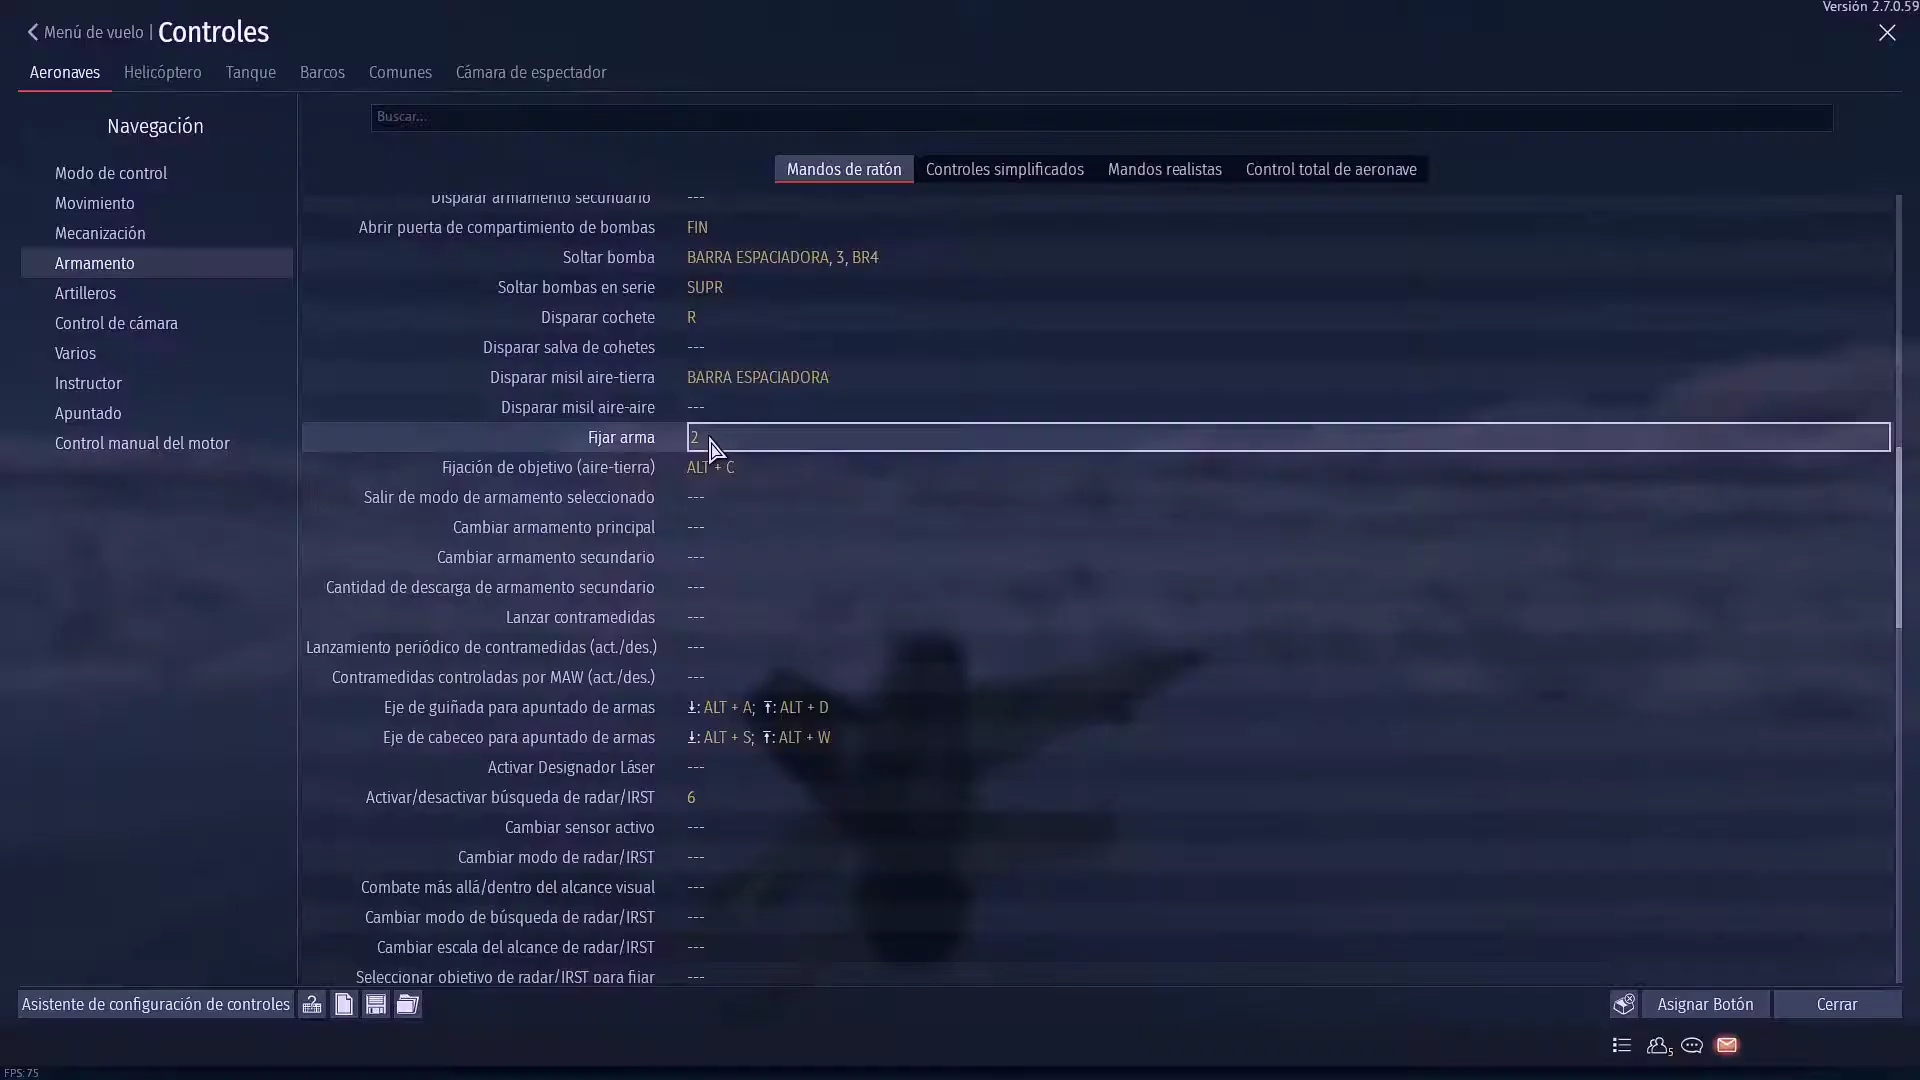 Versión 2.7.0.59
Menú de vuelo | Controles
Aeronaves Helicóptero Tanque Barcos Comunes Cámara de espectador
Navegación
Modo de control
Movimiento
Mecanización
Armamento
Artilleros
Control de cámara
Varios
Instructor
Apuntado
Control manual del motor
Buscar...
Mandos de ratón Controles simplificados Mandos realistas Control total de aeronave
Disparar armamento secundario ---
Abrir puerta de compartimiento de bombas FIN
Soltar bomba BARRA ESPACIADORA, 3, BR4
Soltar bombas en serie SUPR
Disparar cochete R
Disparar salva de cohetes ---
Disparar misil aire-tierra BARRA ESPACIADORA
Disparar misil aire-aire ---
Fijar arma 2
Fijación de objetivo (aire-tierra) ALT + C
Salir de modo de armamento seleccionado ---
Cambiar armamento principal ---
Cambiar armamento secundario ---
Cantidad de descarga de armamento secundario ---
Lanzar contramedidas ---
Lanzamiento periódico de contramedidas (act./des.) ---
Contramedidas controladas por MAW (act./des.) ---
Eje de guiñada para apuntado de armas ↓: ALT + A; ↑: ALT + D
Eje de cabeceo para apuntado de armas ↓: ALT + S; ↑: ALT + W
Activar Designador Láser ---
Activar/desactivar búsqueda de radar/IRST 6
Cambiar sensor activo ---
Cambiar modo de radar/IRST ---
Combate más allá/dentro del alcance visual ---
Cambiar modo de búsqueda de radar/IRST ---
Cambiar escala del alcance de radar/IRST ---
Seleccionar objetivo de radar/IRST para fijar ---
Asistente de configuración de controles
Asignar Botón Cerrar
5
FPS: 75